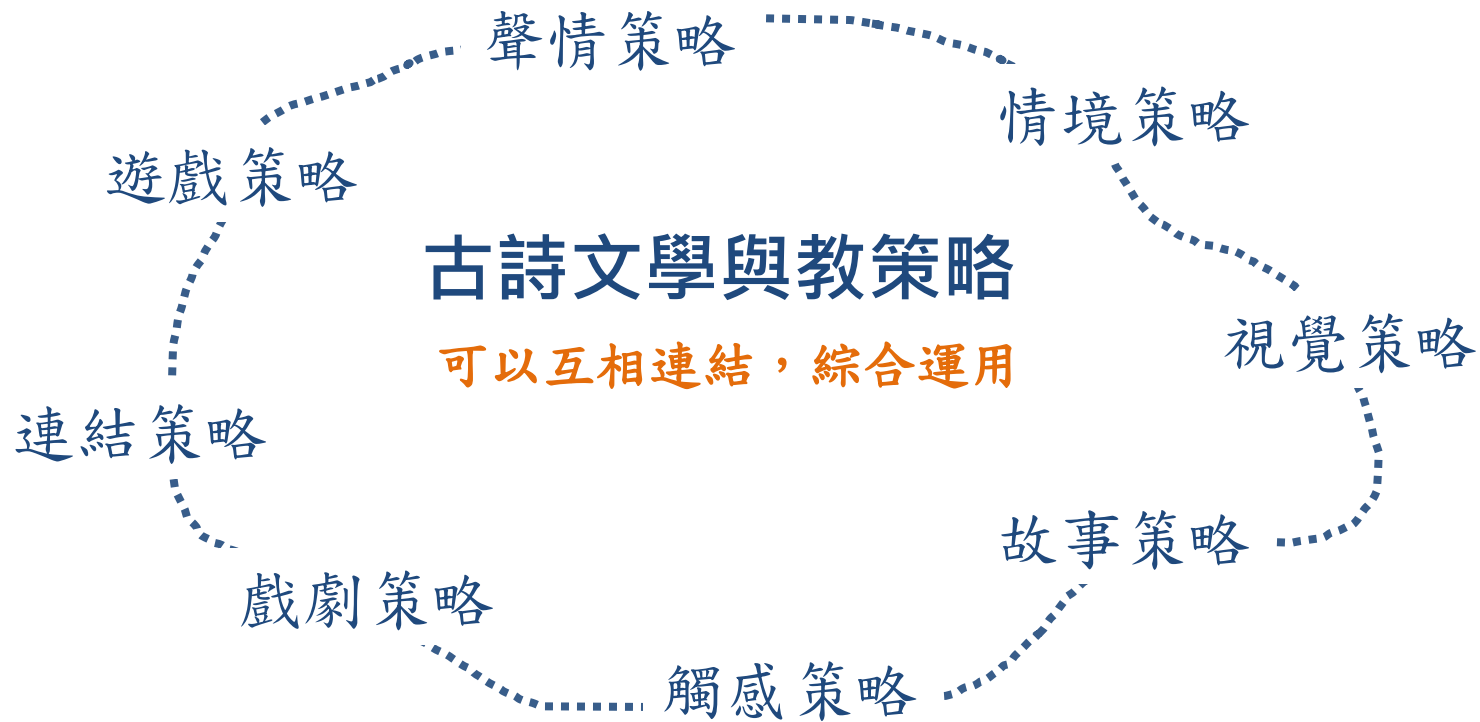 聲情策略
情境策略
遊戲策略
古詩文學與教策略
視覺策略
可以互相連結，綜合運用
連結策略
故事策略
戲劇策略
觸感策略